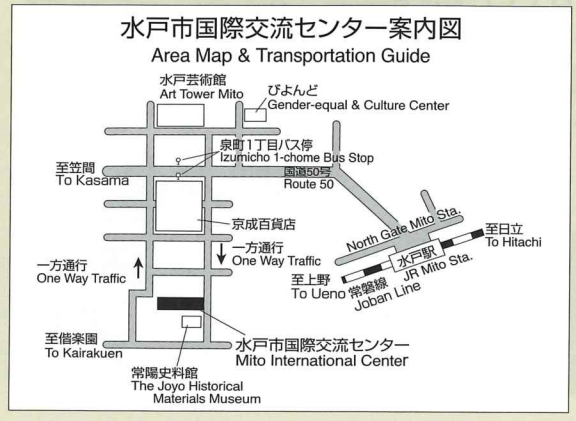 水戸市国際交流センター案内図
Area Map & Transportation Guide
水戸芸術館
Art Tower Mito
びよんど
Gender-equal & Culture Center
泉町1丁目バス停
Izumicho 1-chome Bus Stop
至笠間
To Kasama
国道50号
Route 50
京成百貨店
North Gate Mito Sta.
至日立
To Hitachi
水戸駅
JR Mito Sta.
一方通行
One Way Traffic
一方通行
One Way Traffic
至上野
To Ueno
常磐線
Joban Line
至偕楽園
To Kairakuen
水戸市国際交流センター
Mito International Center
常陽史料館
The Joyo Historical
Materials Museum